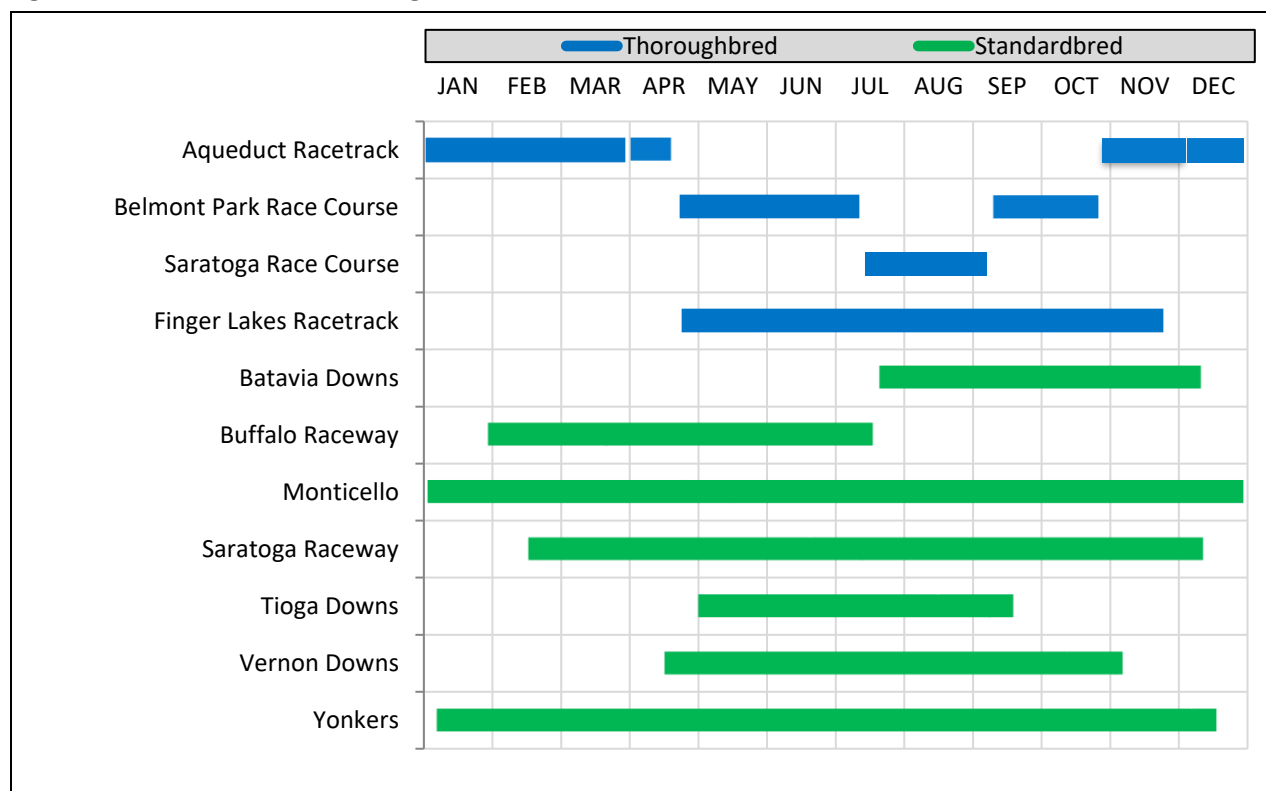 Thoroughbred Standardbred
JAN FEB MAR APR MAY JUN JUL AUG SEP OCT NOV DEC
Aqueduct Racetrack
Belmont Park Race Course
Saratoga Race Course
Finger Lakes Racetrack
Batavia Downs
Buffalo Raceway
Monticello
Saratoga Raceway
Tioga Downs
Vernon Downs
Yonkers